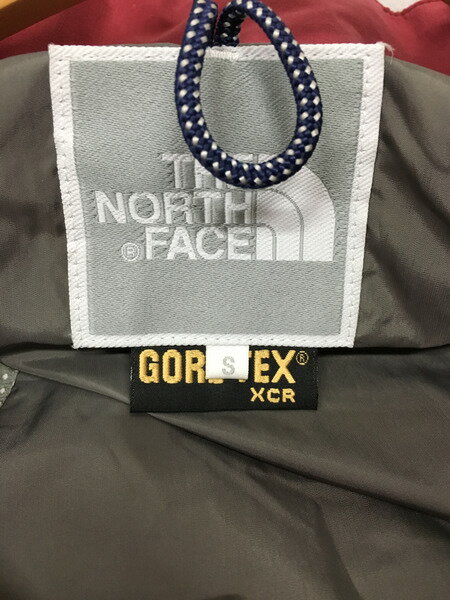 THE
NORTH
FACE®
GORE-TEX®
S
XCR